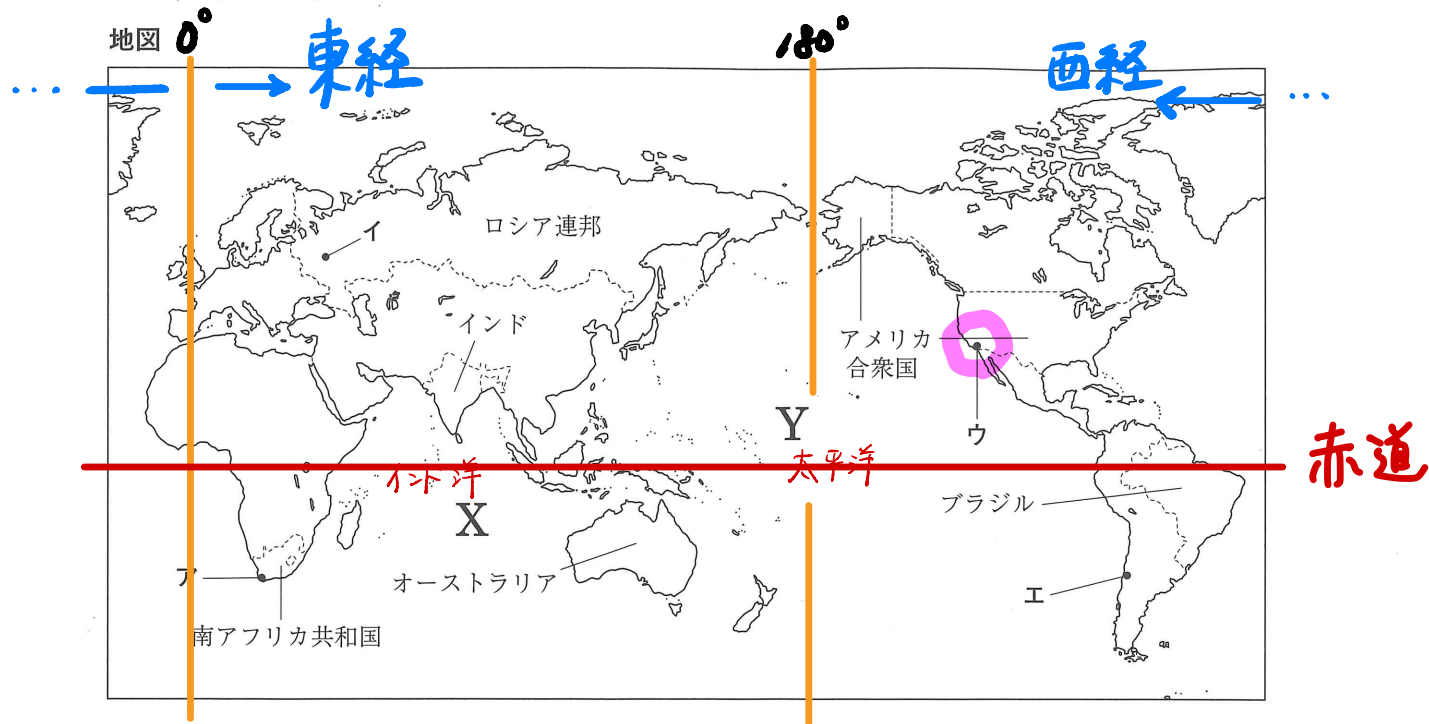 地図 0° 180°
東経 西経
ロシア連邦
イ
インド
アメリカ
合衆国
ウ
Y
赤道
インド洋 太平洋
X
ブラジル
オーストラリア
ア
エ
南アフリカ共和国